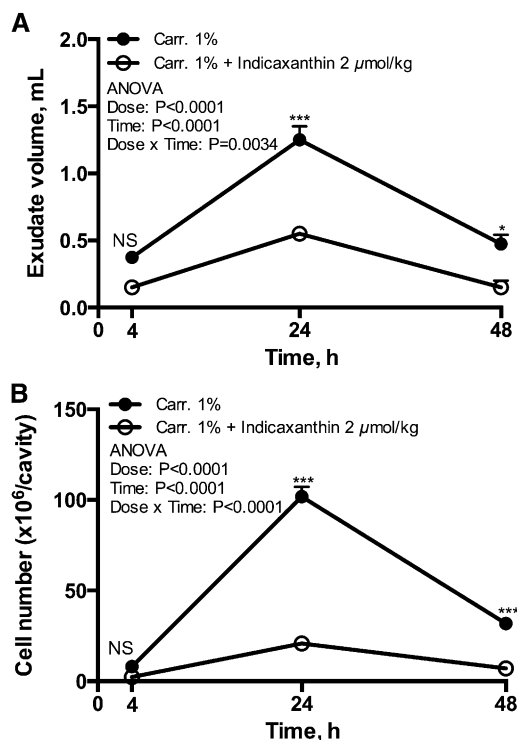 A
Carr. 1%
Carr. 1% + Indicaxanthin 2 µmol/kg
ANOVA
Dose: P<0.0001
Time: P<0.0001
Dose x Time: P=0.0034
Exudate volume, mL
2.0
1.5
1.0
0.5
0.0
NS
***
*
0 4 24 48
Time, h
B
Carr. 1%
Carr. 1% + Indicaxanthin 2 µmol/kg
ANOVA
Dose: P<0.0001
Time: P<0.0001
Dose x Time: P<0.0001
Cell number (x10⁶/cavity)
150
100
50
0
NS
***
***
0 4 24 48
Time, h